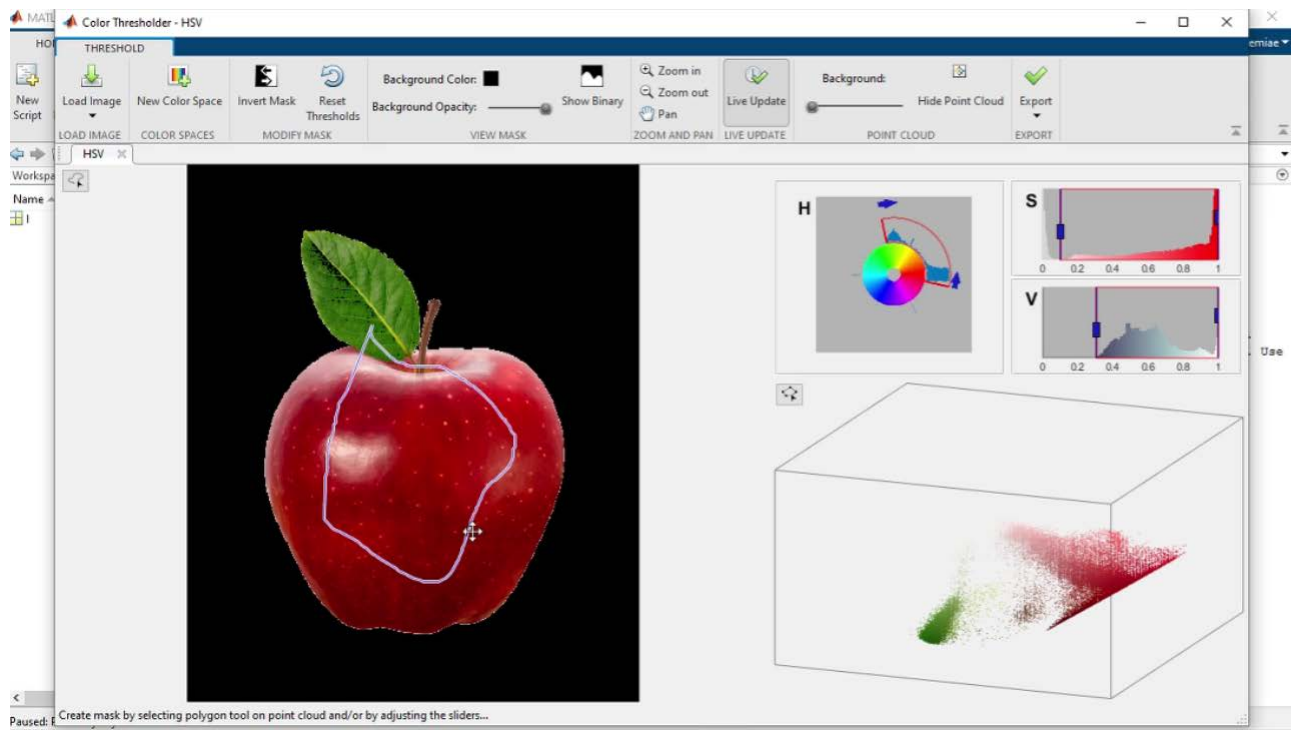 MATL
Color Thresholder - HSV
HO
THRESHOLD
emiae
New
Script
Load Image
New Color Space
Invert Mask
Reset
Thresholds
Background Color:
Background Opacity:
Show Binary
Zoom in
Zoom out
Pan
Live Update
Background:
Hide Point Cloud
Export
LOAD IMAGE
COLOR SPACES
MODIFY MASK
VIEW MASK
ZOOM AND PAN
LIVE UPDATE
POINT CLOUD
EXPORT
HSV
Workspa
Name
I
H
S
0 0.2 0.4 0.6 0.8 1
V
0 0.2 0.4 0.6 0.8 1
Use
Create mask by selecting polygon tool on point cloud and/or by adjusting the sliders...
Paused: